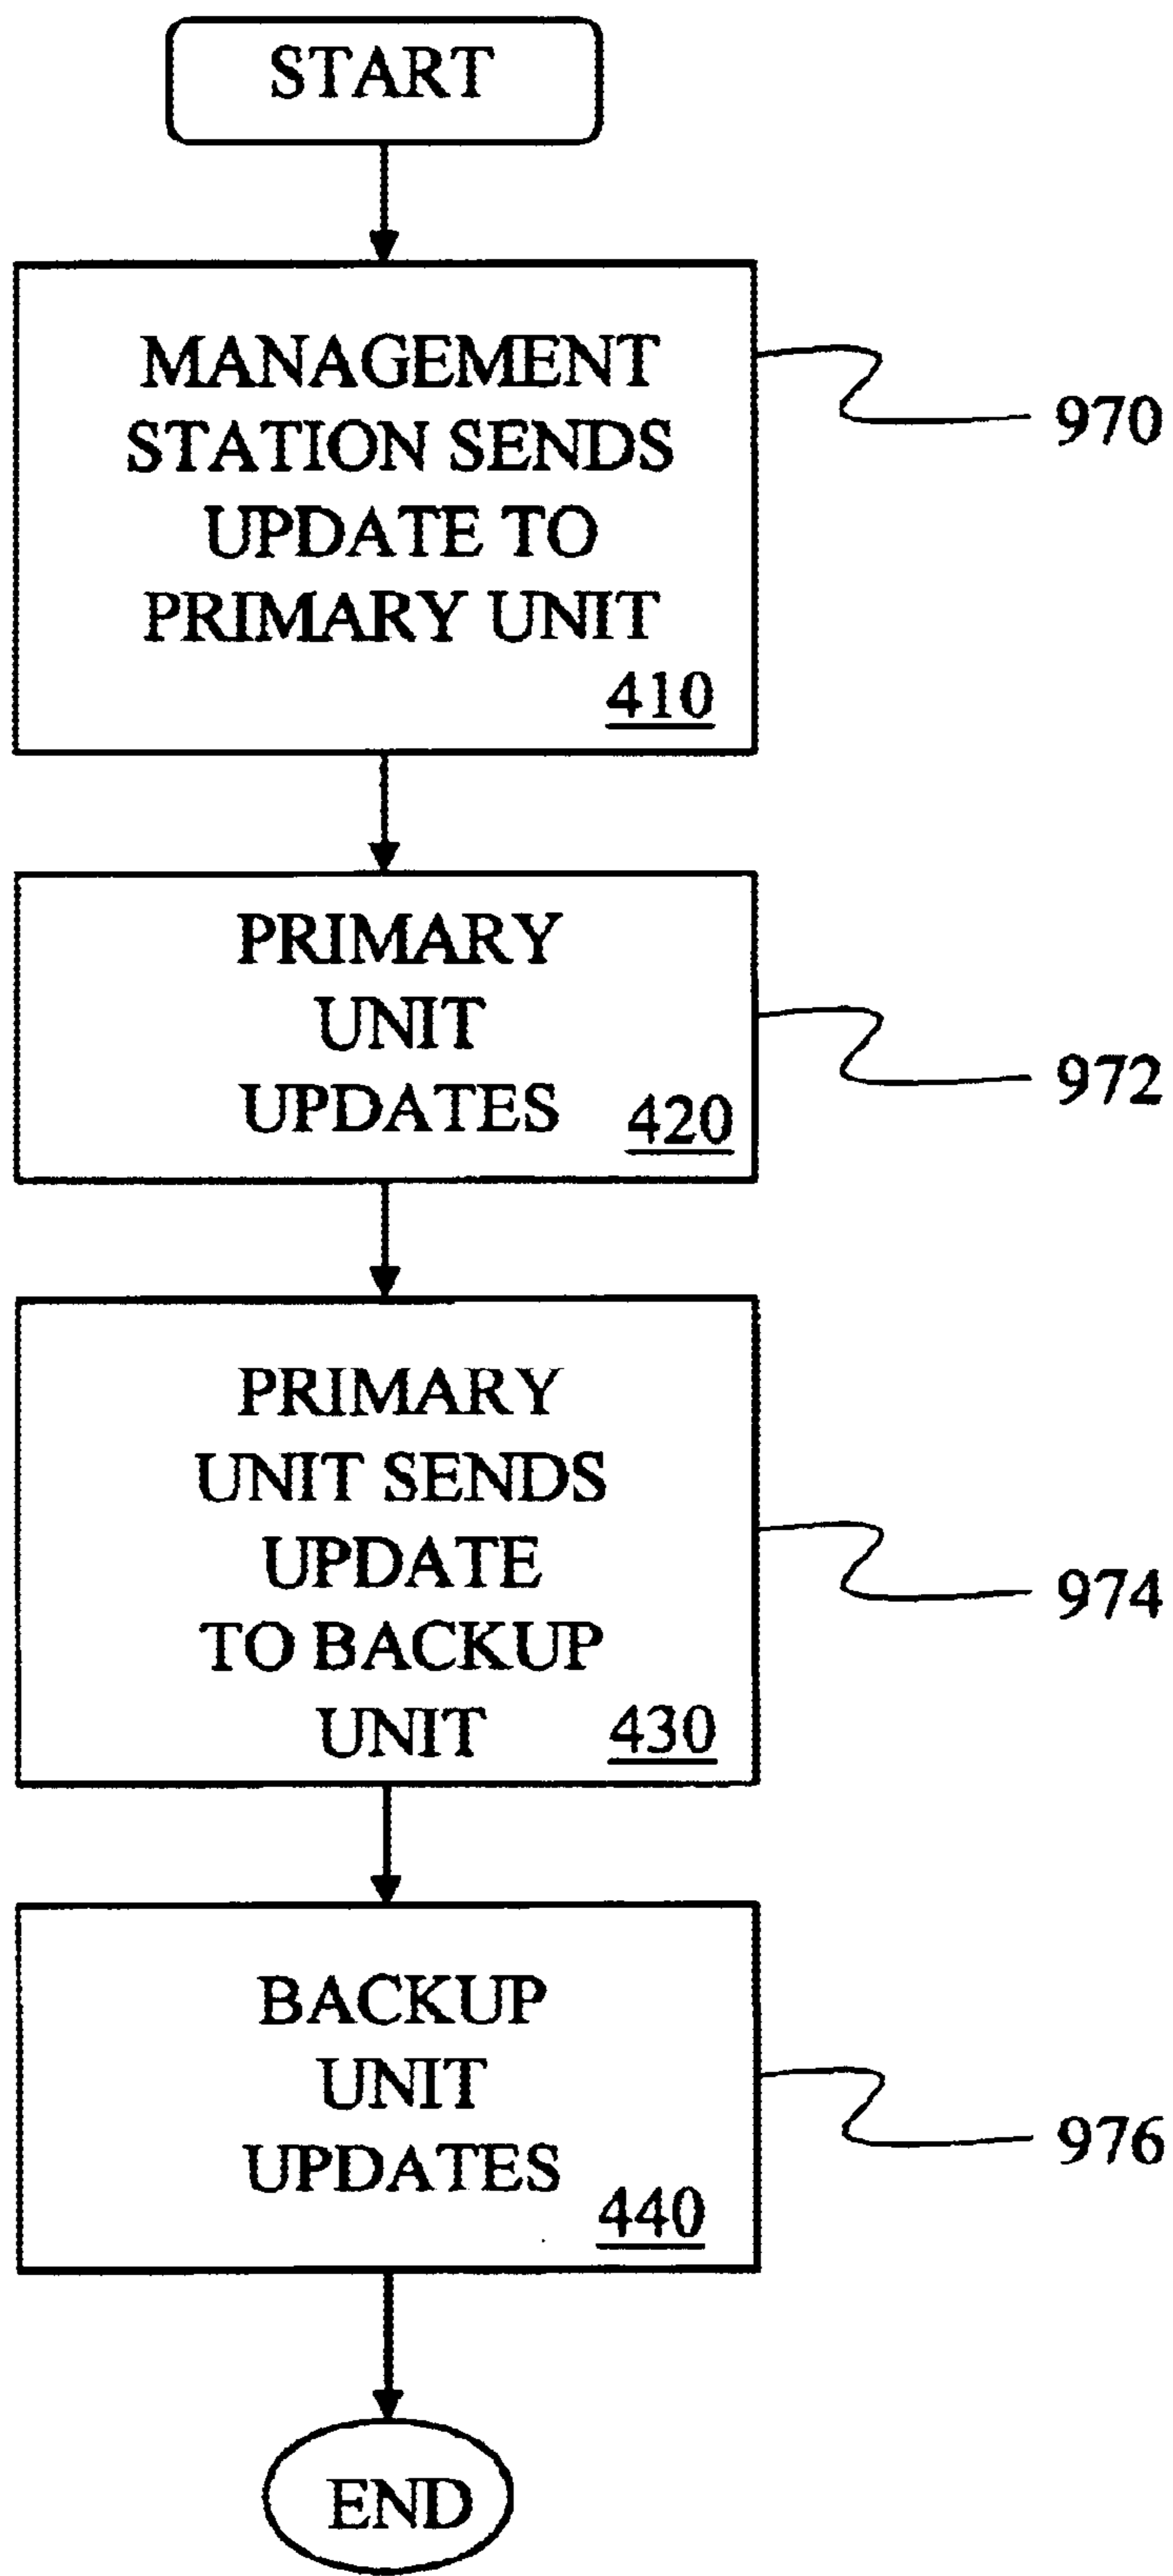 START
MANAGEMENT
STATION SENDS
UPDATE TO
PRIMARY UNIT
410
970
PRIMARY
UNIT
UPDATES
420
972
PRIMARY
UNIT SENDS
UPDATE
TO BACKUP
UNIT
430
974
BACKUP
UNIT
UPDATES
440
976
END